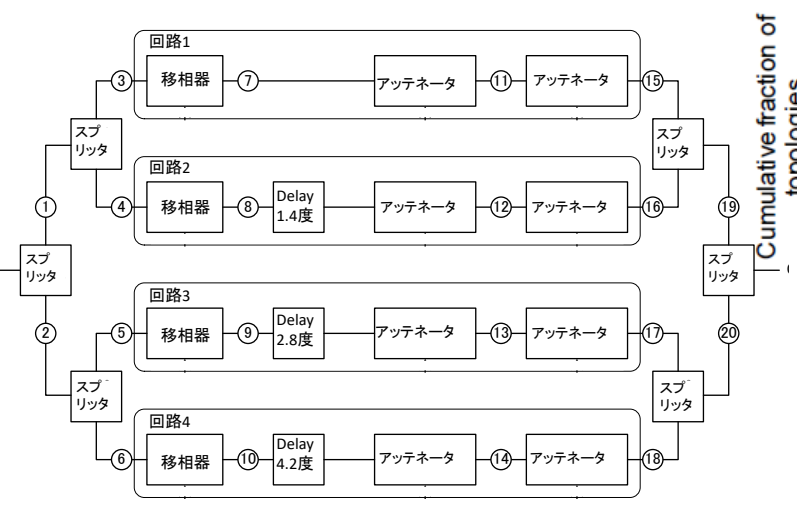 回路1
③
移相器
⑦
アッテネータ
⑪
アッテネータ
⑮
スプ
リッタ
スプ
リッタ
回路2
①
④
移相器
⑧
Delay
1.4度
アッテネータ
⑫
アッテネータ
⑯
⑲
スプ
リッタ
スプ
リッタ
回路3
②
⑤
移相器
⑨
Delay
2.8度
アッテネータ
⑬
アッテネータ
⑰
⑳
スプ
リッタ
スプ
リッタ
回路4
⑥
移相器
⑩
Delay
4.2度
アッテネータ
⑭
アッテネータ
⑱
Cumulative fraction of
topologies